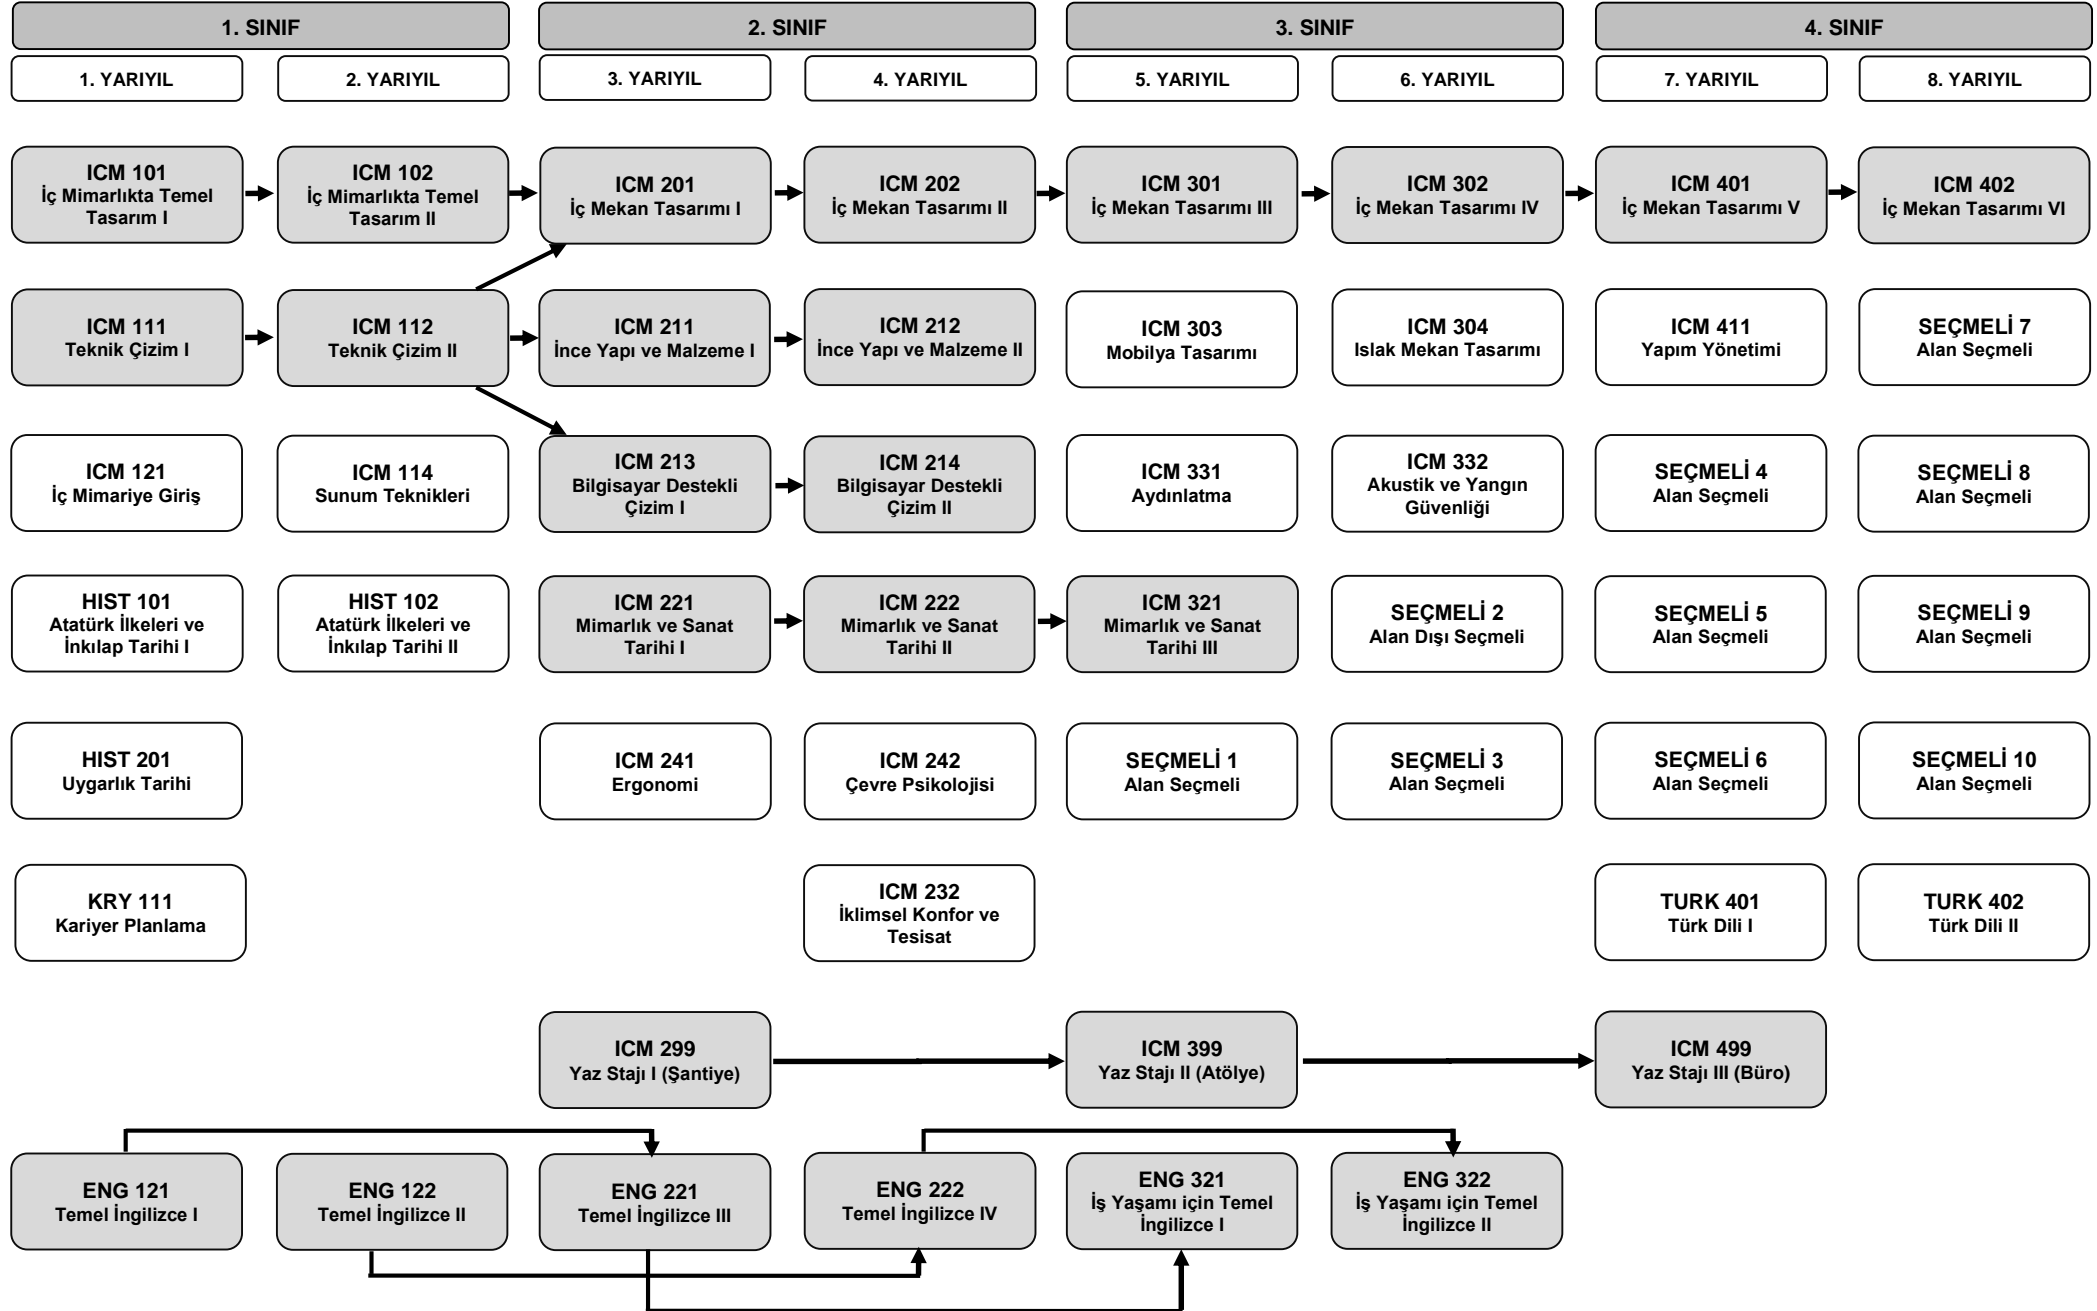 1. SINIF
2. SINIF
3. SINIF
4. SINIF
1. YARIYIL
2. YARIYIL
3. YARIYIL
4. YARIYIL
5. YARIYIL
6. YARIYIL
7. YARIYIL
8. YARIYIL
ICM 101
İç Mimarlıkta Temel
Tasarım I
ICM 102
İç Mimarlıkta Temel
Tasarım II
ICM 201
İç Mekan Tasarımı I
ICM 202
İç Mekan Tasarımı II
ICM 301
İç Mekan Tasarımı III
ICM 302
İç Mekan Tasarımı IV
ICM 401
İç Mekan Tasarımı V
ICM 402
İç Mekan Tasarımı VI
ICM 111
Teknik Çizim I
ICM 112
Teknik Çizim II
ICM 211
İnce Yapı ve Malzeme I
ICM 212
İnce Yapı ve Malzeme II
ICM 303
Mobilya Tasarımı
ICM 304
Islak Mekan Tasarımı
ICM 411
Yapım Yönetimi
SEÇMELİ 7
Alan Seçmeli
ICM 121
İç Mimariye Giriş
ICM 114
Sunum Teknikleri
ICM 213
Bilgisayar Destekli
Çizim I
ICM 214
Bilgisayar Destekli
Çizim II
ICM 331
Aydınlatma
ICM 332
Akustik ve Yangın
Güvenliği
SEÇMELİ 4
Alan Seçmeli
SEÇMELİ 8
Alan Seçmeli
HIST 101
Atatürk İlkeleri ve
İnkılap Tarihi I
HIST 102
Atatürk İlkeleri ve
İnkılap Tarihi II
ICM 221
Mimarlık ve Sanat
Tarihi I
ICM 222
Mimarlık ve Sanat
Tarihi II
ICM 321
Mimarlık ve Sanat
Tarihi III
SEÇMELİ 2
Alan Dışı Seçmeli
SEÇMELİ 5
Alan Seçmeli
SEÇMELİ 9
Alan Seçmeli
HIST 201
Uygarlık Tarihi
ICM 241
Ergonomi
ICM 242
Çevre Psikolojisi
SEÇMELİ 1
Alan Seçmeli
SEÇMELİ 3
Alan Seçmeli
SEÇMELİ 6
Alan Seçmeli
SEÇMELİ 10
Alan Seçmeli
KRY 111
Kariyer Planlama
ICM 232
İklimsel Konfor ve
Tesisat
TURK 401
Türk Dili I
TURK 402
Türk Dili II
ICM 299
Yaz Stajı I (Şantiye)
ICM 399
Yaz Stajı II (Atölye)
ICM 499
Yaz Stajı III (Büro)
ENG 121
Temel İngilizce I
ENG 122
Temel İngilizce II
ENG 221
Temel İngilizce III
ENG 222
Temel İngilizce IV
ENG 321
İş Yaşamı için Temel
İngilizce I
ENG 322
İş Yaşamı için Temel
İngilizce II